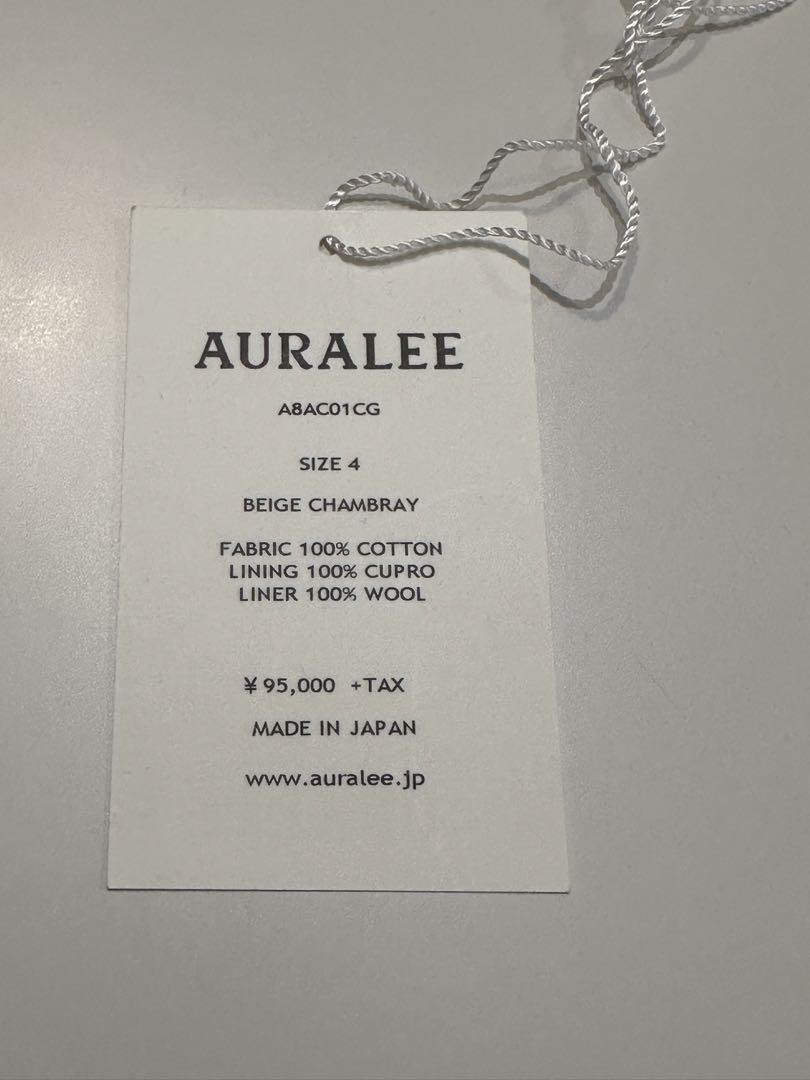 AURALEE
A8AC01CG
SIZE 4
BEIGE CHAMBRAY
FABRIC 100% COTTON
LINING 100% CUPRO
LINER 100% WOOL
¥95,000 +TAX
MADE IN JAPAN
www.auralee.jp